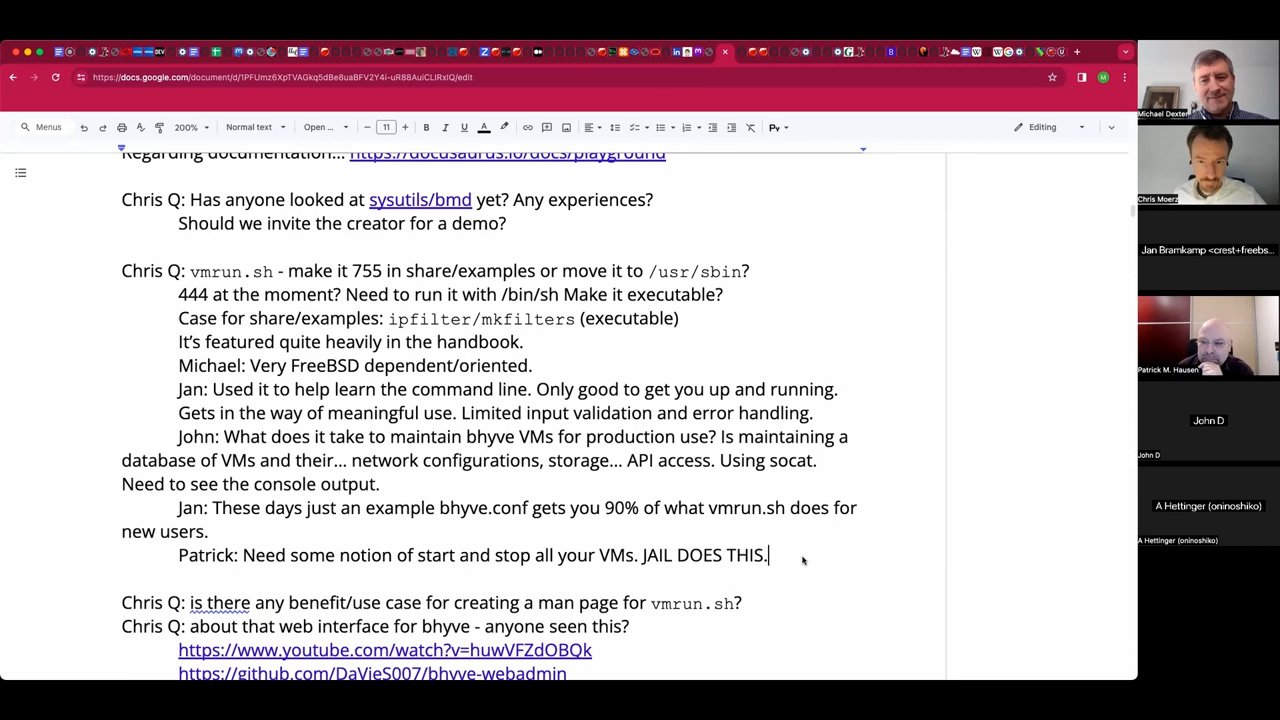 https://docs.google.com/document/d/1PFUmz6XpTVAGkq5dBe8uaBFV2Y4i-uR88AuiCLIRxIQ/edit
Menus
200%
Normal text
Open ...
11
Editing
Regarding documentation... https://docusaurus.io/docs/playground
Chris Q: Has anyone looked at sysutils/bmd yet? Any experiences?
Should we invite the creator for a demo?
Chris Q: vmrun.sh - make it 755 in share/examples or move it to /usr/sbin?
444 at the moment? Need to run it with /bin/sh Make it executable?
Case for share/examples: ipfilter/mkfilters (executable)
It’s featured quite heavily in the handbook.
Michael: Very FreeBSD dependent/oriented.
Jan: Used it to help learn the command line. Only good to get you up and running.
Gets in the way of meaningful use. Limited input validation and error handling.
John: What does it take to maintain bhyve VMs for production use? Is maintaining a
database of VMs and their... network configurations, storage... API access. Using socat.
Need to see the console output.
Jan: These days just an example bhyve.conf gets you 90% of what vmrun.sh does for
new users.
Patrick: Need some notion of start and stop all your VMs. JAIL DOES THIS.
Chris Q: is there any benefit/use case for creating a man page for vmrun.sh?
Chris Q: about that web interface for bhyve - anyone seen this?
https://www.youtube.com/watch?v=huwVFZdOBQk
https://github.com/DaVieS007/bhyve-webadmin
Michael Dexter
Chris Moerz
Jan Bramkamp <crest+freebs...
Patrick M. Hausen
John D
John D
A Hettinger (oninoshiko)
A Hettinger (oninoshiko)